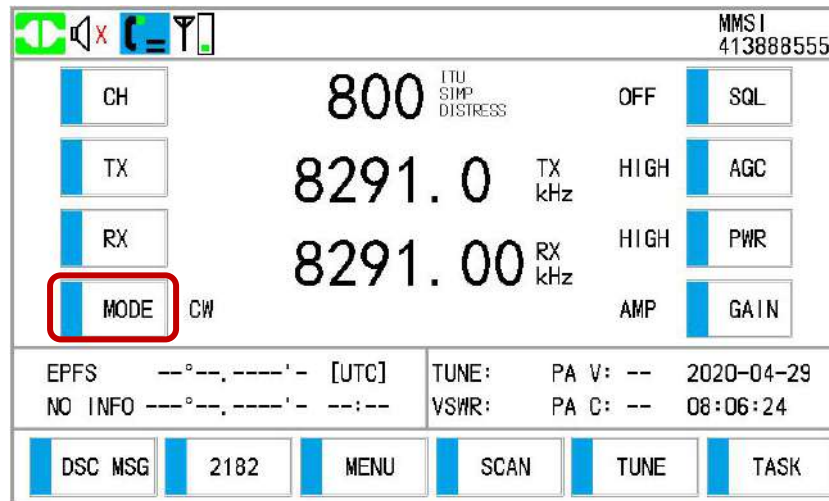 X
MMSI
413888555
CH
800
ITU
SIMP
DISTRESS
OFF
SQL
TX
8291.0
TX
kHz
HIGH
AGC
RX
8291.00
RX
kHz
HIGH
PWR
MODE
CW
AMP
GAIN
EPFS --°--.----'- [UTC]
NO INFO ---°--.----'- --:--
TUNE: PA V: --
VSWR: PA C: --
2020-04-29
08:06:24
DSC MSG
2182
MENU
SCAN
TUNE
TASK